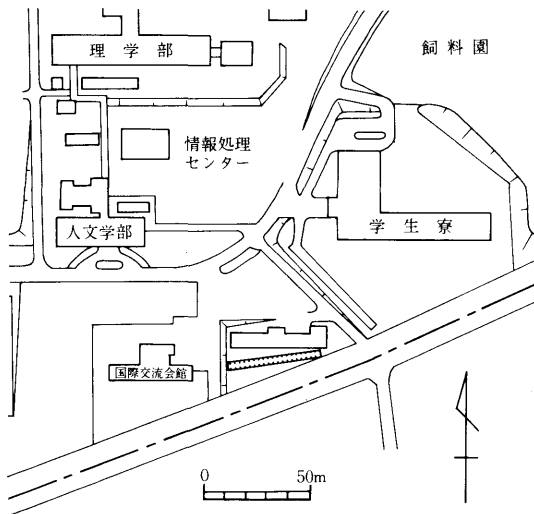 理学部
飼料園
情報処理
センター
人文学部
学生寮
国際交流会館
0 50m